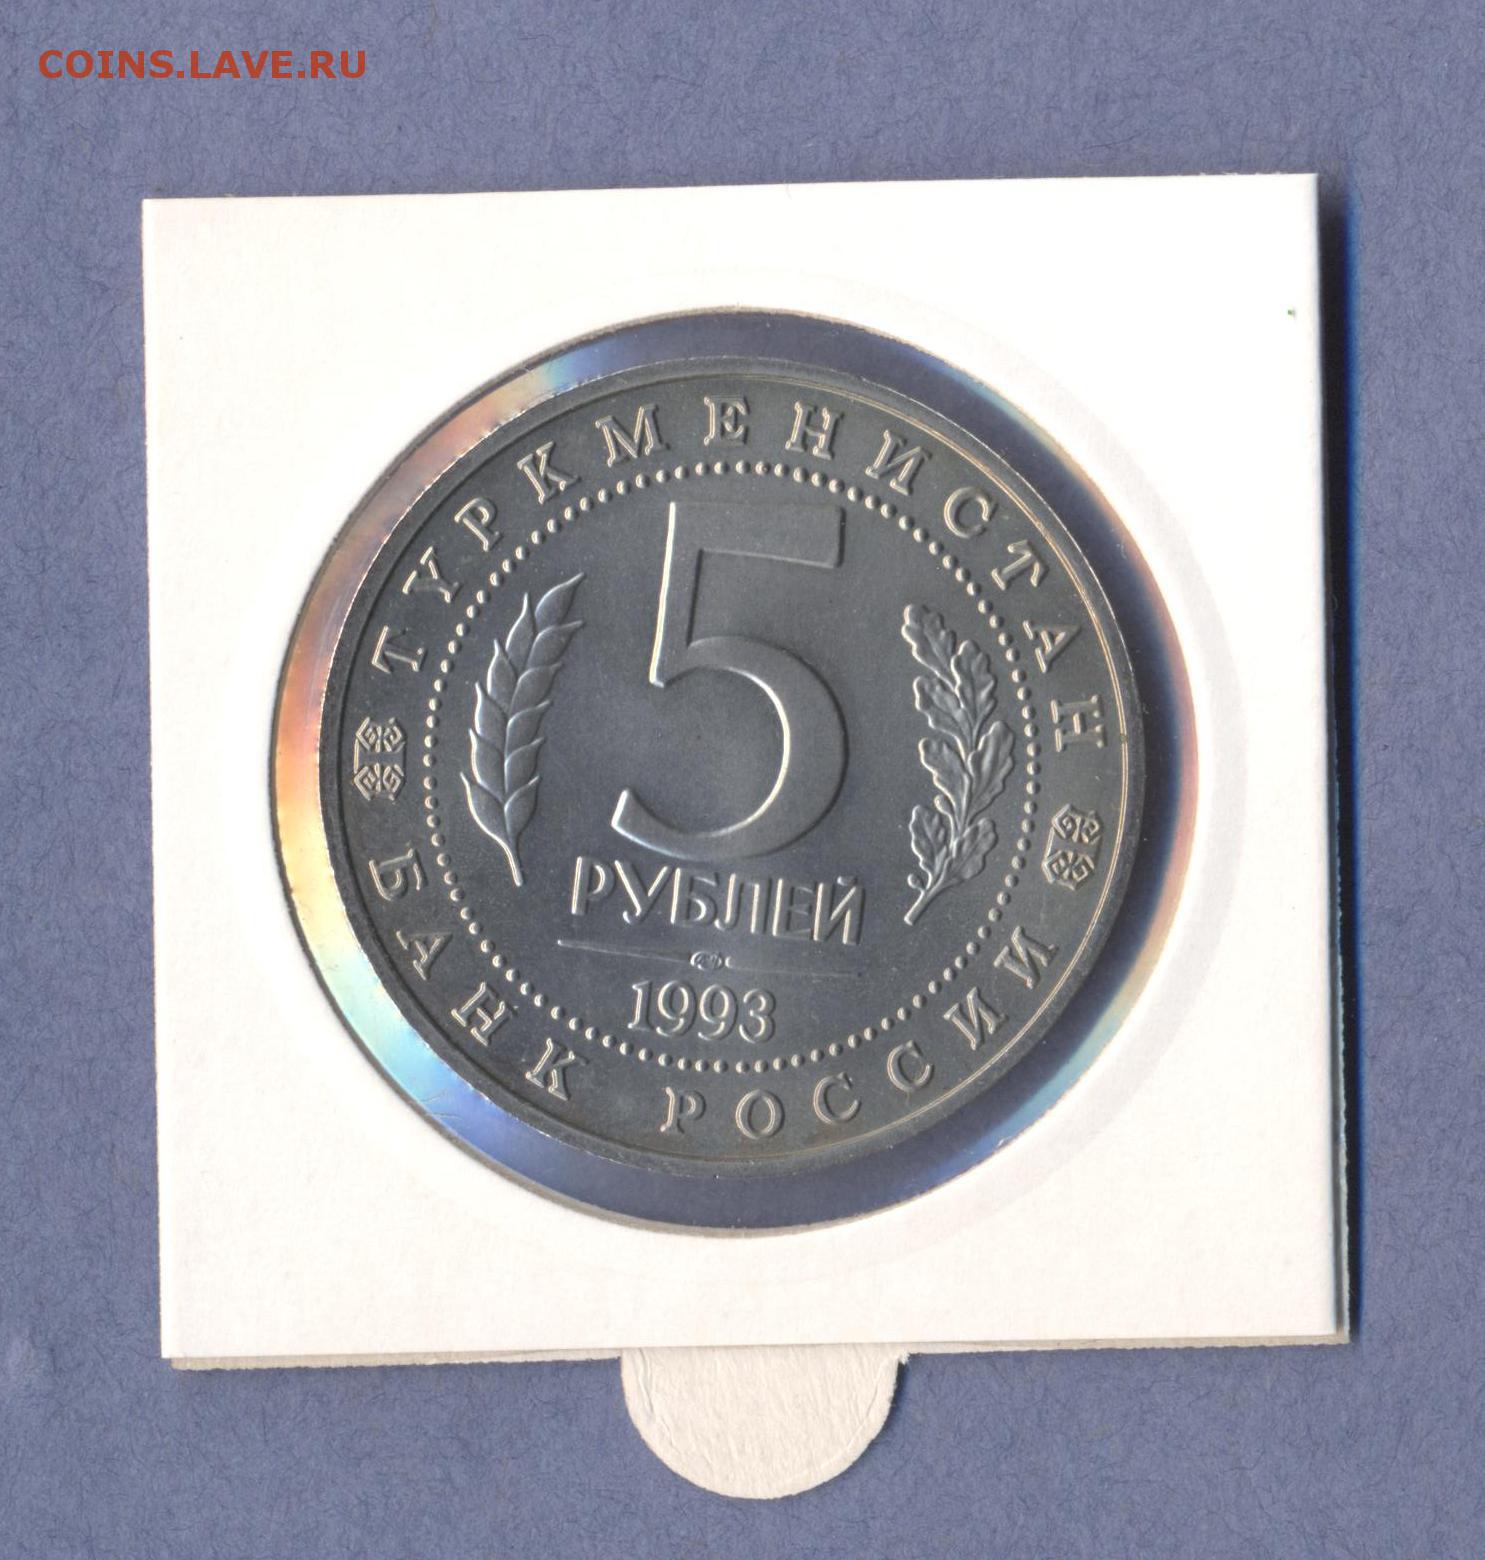 COINS.LAVE.RU
ТУРКМЕНИСТАН
5
РУБЛЕЙ
1993
БАНК РОССИИ